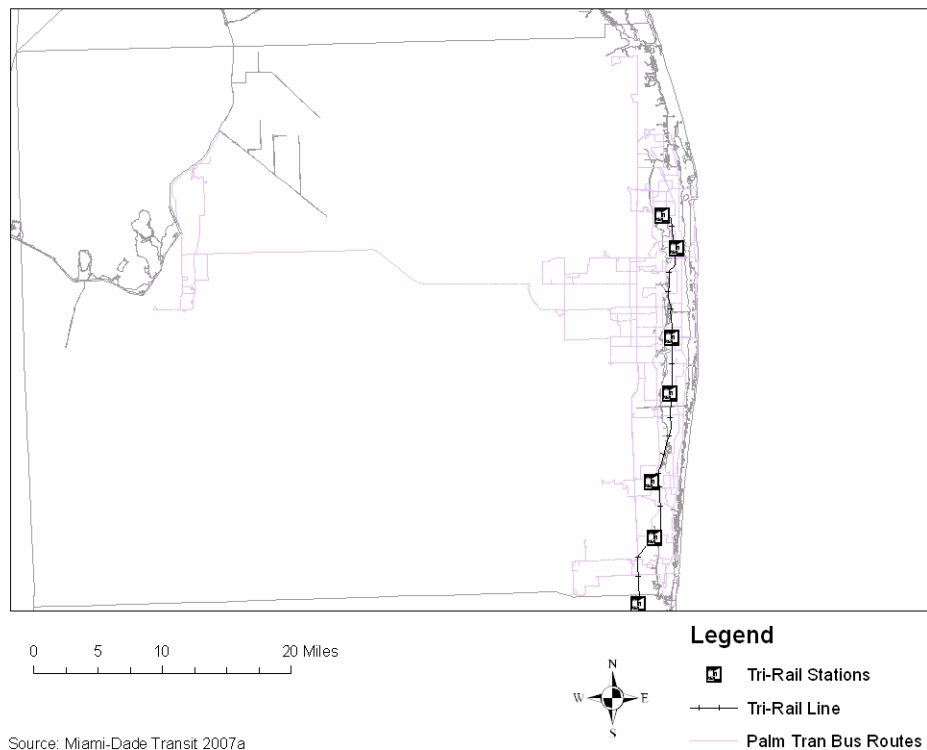 0 5 10 20 Miles
N
W E
S
Legend
Tri-Rail Stations
Tri-Rail Line
Palm Tran Bus Routes
Source: Miami-Dade Transit 2007a